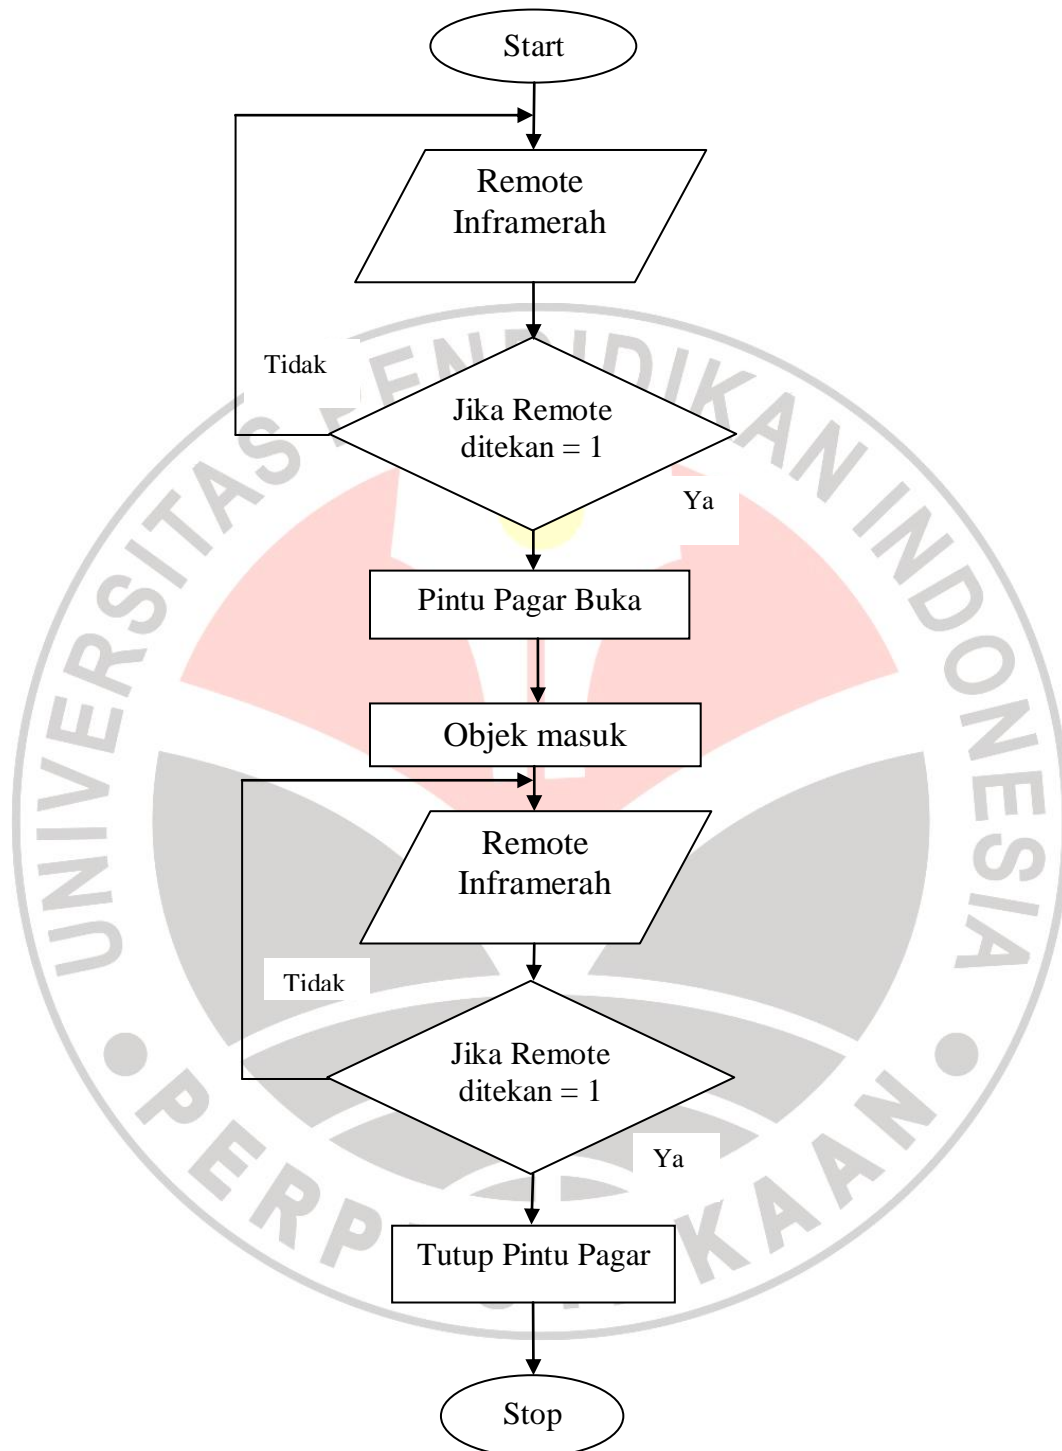 Start
Remote
Inframerah
Tidak
Jika Remote
ditekan = 1
Ya
Pintu Pagar Buka
Objek masuk
Remote
Inframerah
Tidak
Jika Remote
ditekan = 1
Ya
Tutup Pintu Pagar
Stop
UNIVERSITAS PENDIDIKAN INDONESIA